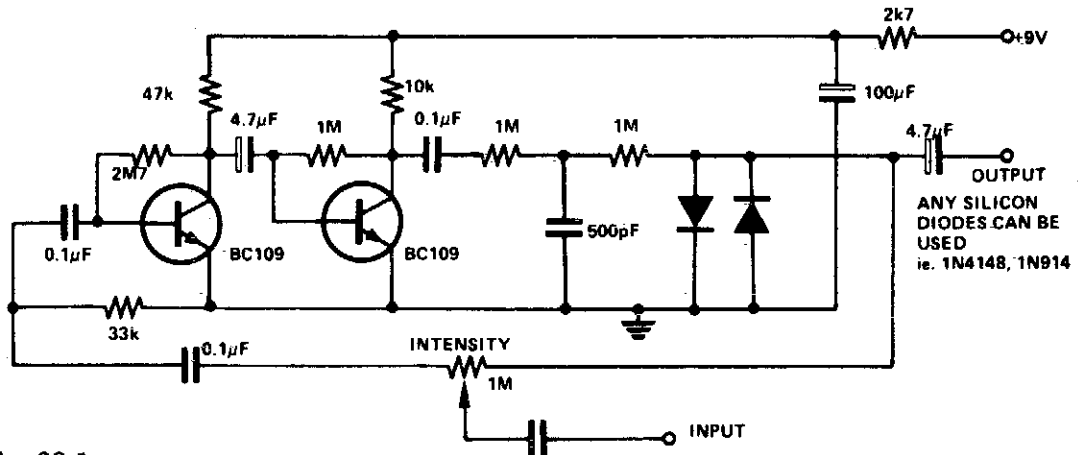 2k7
+9V
47k
10k
100µF
4.7µF
1M
0.1µF
1M
1M
4.7µF
2M7
OUTPUT
ANY SILICON
DIODES CAN BE
USED
ie. 1N4148, 1N914
500pF
0.1µF
BC109
BC109
33k
0.1µF
INTENSITY
1M
INPUT